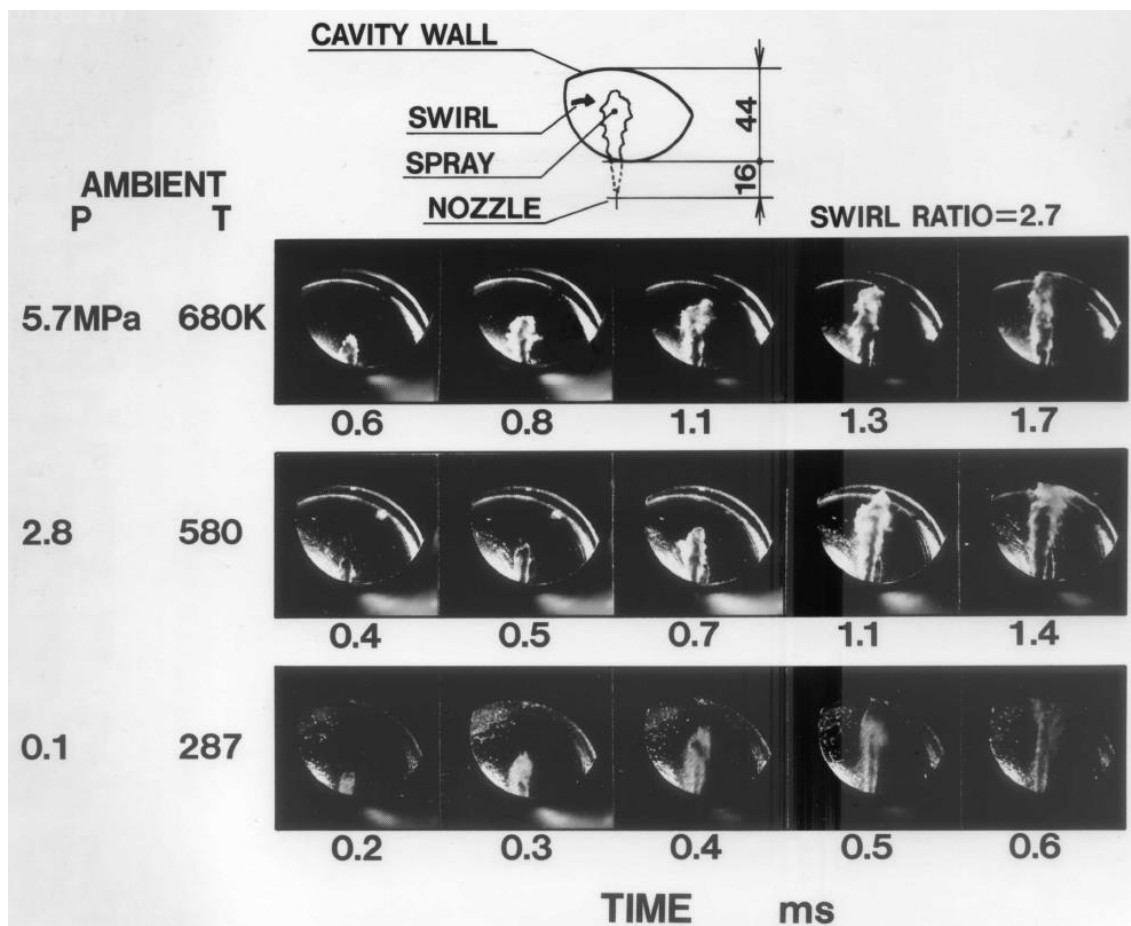 CAVITY WALL
SWIRL
SPRAY
NOZZLE
44
16
AMBIENT
P T
SWIRL RATIO=2.7
5.7MPa 680K
0.6 0.8 1.1 1.3 1.7
2.8 580
0.4 0.5 0.7 1.1 1.4
0.1 287
0.2 0.3 0.4 0.5 0.6
TIME ms